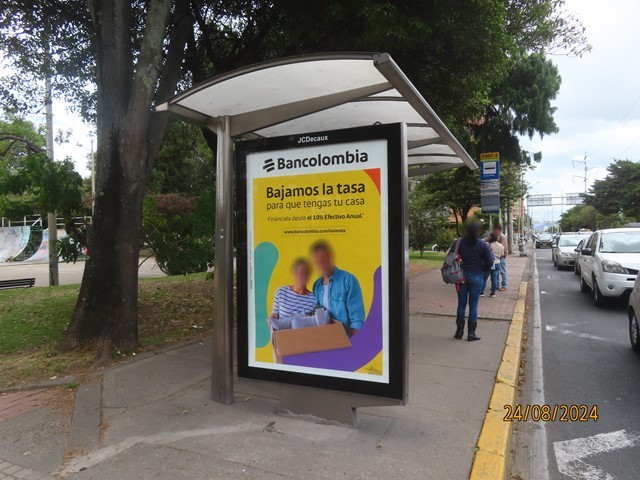 JCDecaux
Bancolombia
Bajamos la tasa
para que tengas tu casa
Finánciala desde el 10% Efectivo Anual.*
www.bancolombia.com/vivienda
24/08/2024